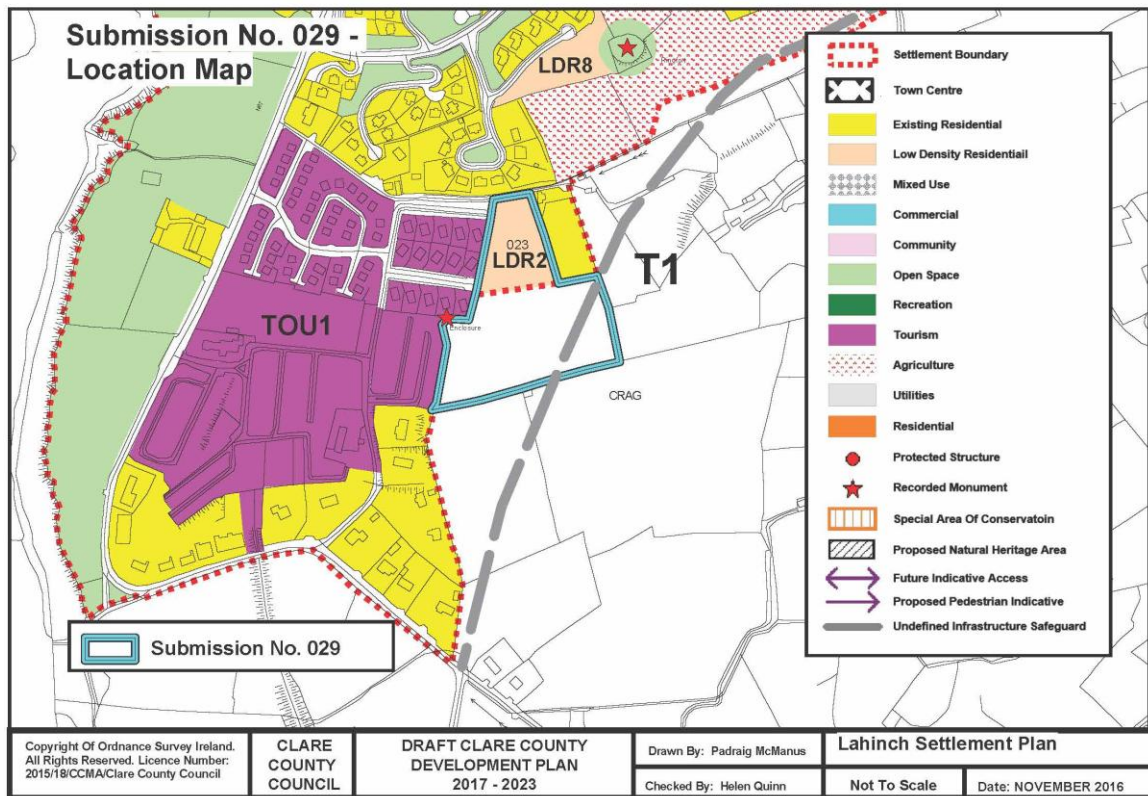 Submission No. 029 -
Location Map
LDR8
Ringfort
023
LDR2
T1
TOU1
Enclosure
CRAG
Submission No. 029
Settlement Boundary
Town Centre
Existing Residential
Low Density Residentiail
Mixed Use
Commercial
Community
Open Space
Recreation
Tourism
Agriculture
Utilities
Residential
Protected Structure
Recorded Monument
Special Area Of Conservatoin
Proposed Natural Heritage Area
Future Indicative Access
Proposed Pedestrian Indicative
Undefined Infrastructure Safeguard
Copyright Of Ordnance Survey Ireland.
All Rights Reserved. Licence Number:
2015/18/CCMA/Clare County Council
CLARE
COUNTY
COUNCIL
DRAFT CLARE COUNTY
DEVELOPMENT PLAN
2017 - 2023
Drawn By: Padraig McManus
Checked By: Helen Quinn
Lahinch Settlement Plan
Not To Scale
Date: NOVEMBER 2016